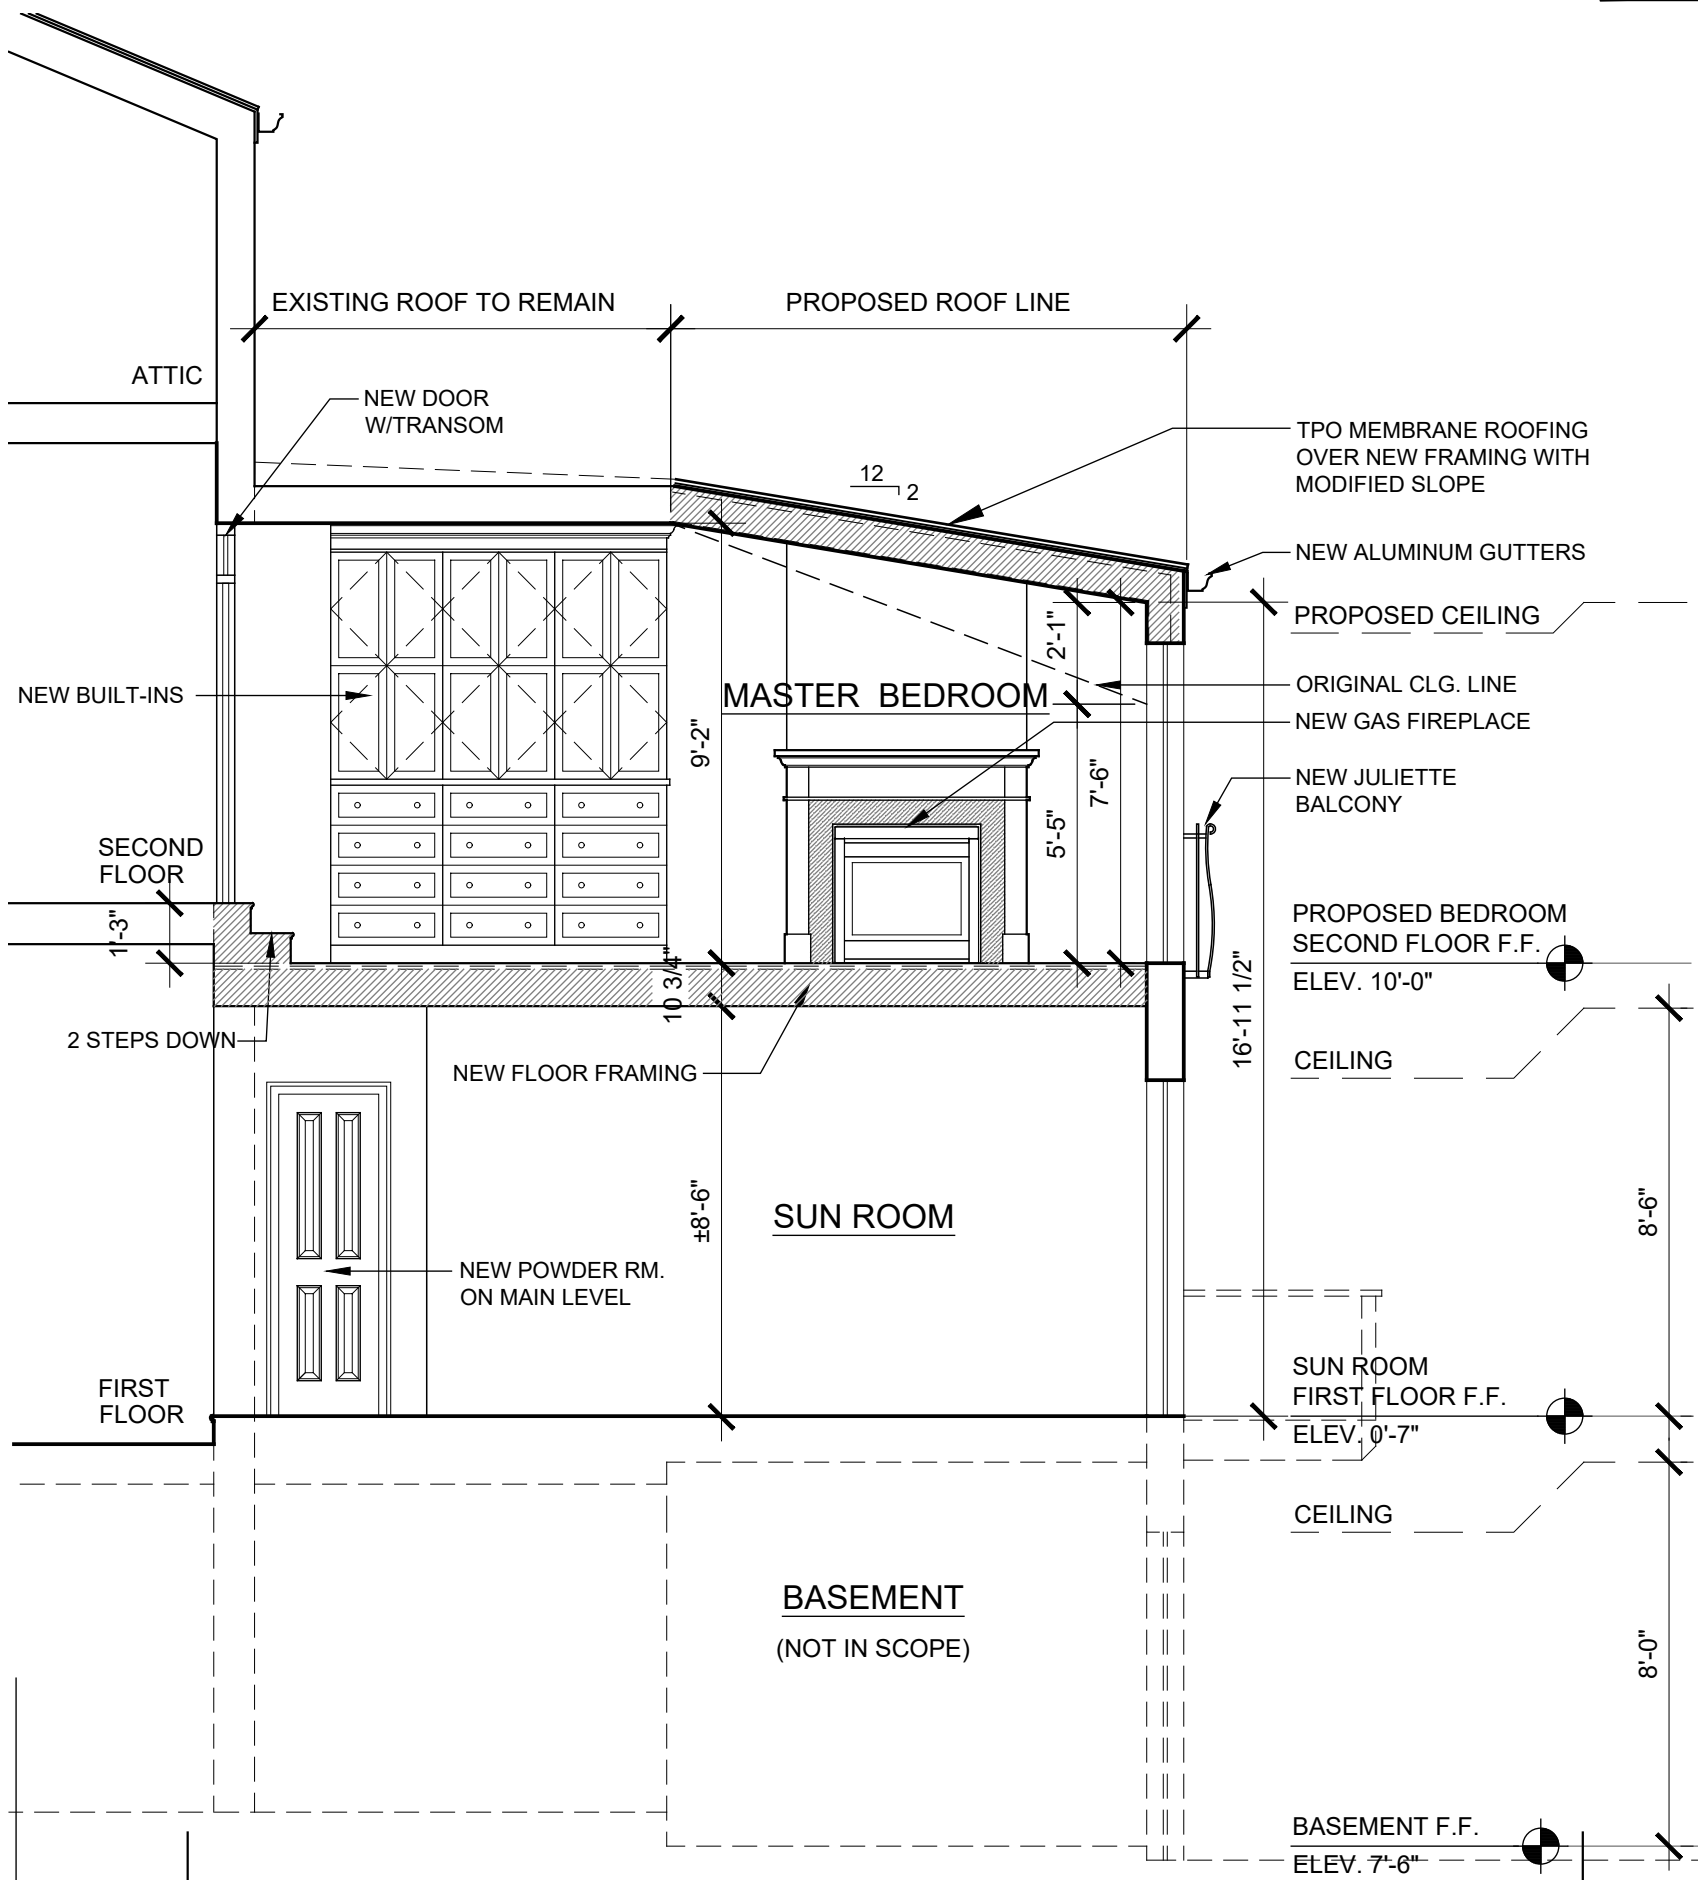 EXISTING ROOF TO REMAIN
PROPOSED ROOF LINE
ATTIC
NEW DOOR
W/TRANSOM
12
2
TPO MEMBRANE ROOFING
OVER NEW FRAMING WITH
MODIFIED SLOPE
NEW ALUMINUM GUTTERS
PROPOSED CEILING
2'-1"
ORIGINAL CLG. LINE
NEW BUILT-INS
MASTER BEDROOM
NEW GAS FIREPLACE
9'-2"
7'-6"
NEW JULIETTE
BALCONY
5'-5"
SECOND
FLOOR
1'-3"
PROPOSED BEDROOM
SECOND FLOOR F.F.
ELEV. 10'-0"
10 3/4"
16'-11 1/2"
2 STEPS DOWN
NEW FLOOR FRAMING
CEILING
±8'-6"
SUN ROOM
8'-6"
NEW POWDER RM.
ON MAIN LEVEL
FIRST
FLOOR
SUN ROOM
FIRST FLOOR F.F.
ELEV. 0'-7"
CEILING
BASEMENT
(NOT IN SCOPE)
8'-0"
BASEMENT F.F.
ELEV. 7'-6"